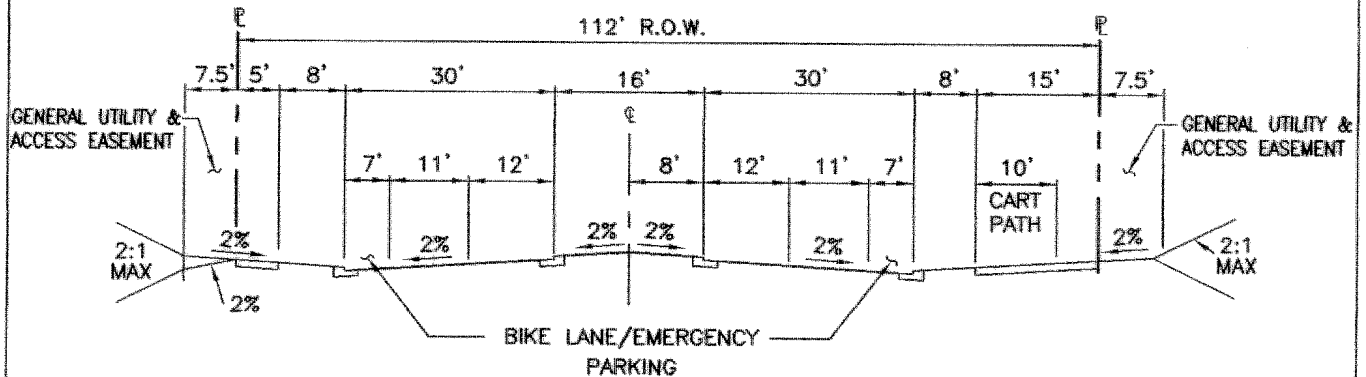 ℄ ℄
112' R.O.W.
7.5' 5' 8' 30' 16' 30' 8' 15' 7.5'
GENERAL UTILITY &
ACCESS EASEMENT
℄
GENERAL UTILITY &
ACCESS EASEMENT
7' 11' 12' 8' 12' 11' 7' 10'
CART
PATH
2:1
MAX
2% 2% 2% 2% 2% 2%
2:1
MAX
2%
BIKE LANE/EMERGENCY
PARKING